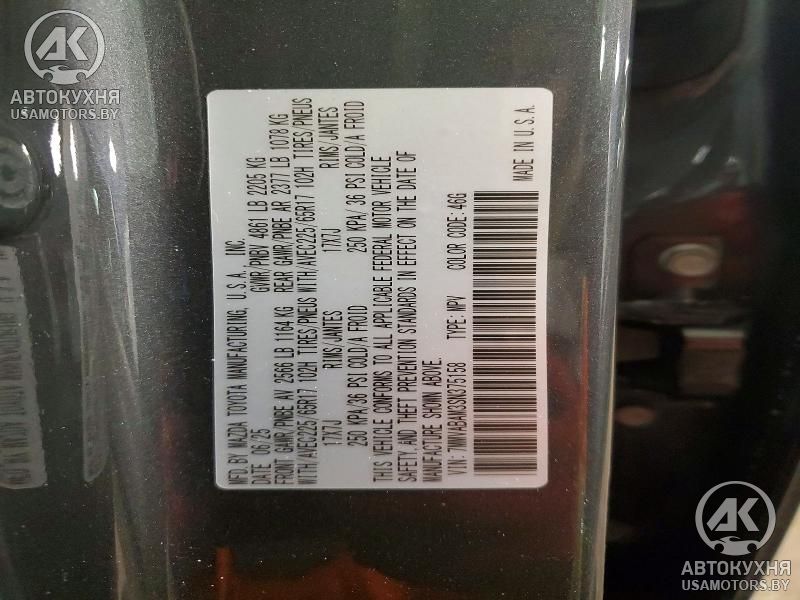 АВТОКУХНЯ
USAMOTORS.BY
MFD.BY MAZDA TOYOTA MANUFACTURING, U.S.A., INC.
DATE 06/25 GVWR/PNBV 4861 LB 2205 KG
FRONT GAWR/PNBE AV 2566 LB 1164 KG REAR GAWR/PNBE AR 2377 LB 1078 KG
WITH/AVEC225/65R17 102H TIRES/PNEUS WITH/AVEC225/65R17 102H TIRES/PNEUS
17X7J RIMS/JANTES 17X7J RIMS/JANTES
250 KPA/36 PSI COLD/A FROID 250 KPA/36 PSI COLD/A FROID
THIS VEHICLE CONFORMS TO ALL APPLICABLE FEDERAL MOTOR VEHICLE
SAFETY, AND THEFT PREVENTION STANDARDS IN EFFECT ON THE DATE OF
MANUFACTURE SHOWN ABOVE.
VIN: 7MMVABAM3SN375158 TYPE: MPV COLOR CODE: 46G
MADE IN U.S.A.
АК
АВТОКУХНЯ
USAMOTORS.BY